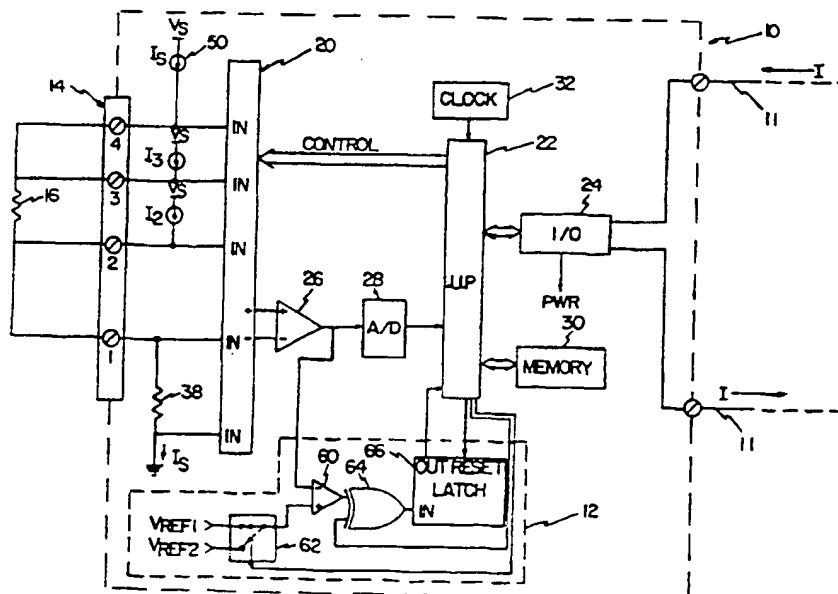 VS
IS
50
20
10
I
14
CLOCK
32
11
4
IN
VS
I3
CONTROL
22
3
IN
VS
24
16
I2
I/O
2
IN
μP
26
28
PWR
30
A/D
MEMORY
1
IN
I
38
11
IN
IS
66
OUT RESET
60
64
LATCH
12
IN
VREF1
VREF2
62